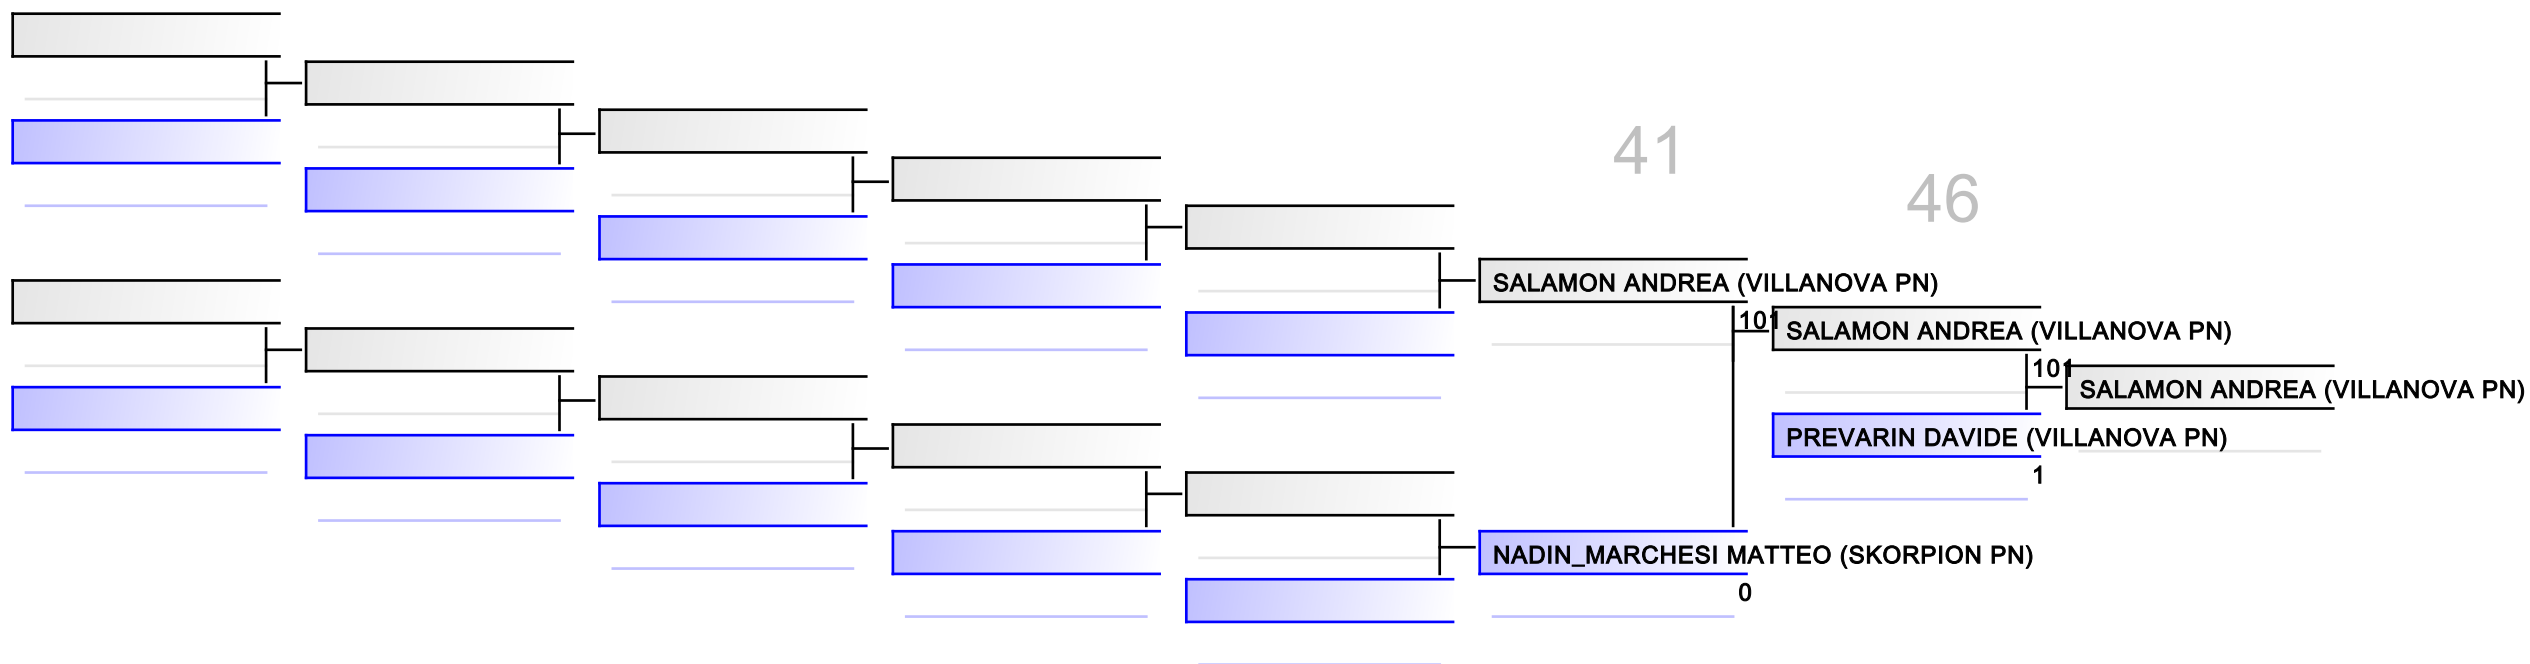 41
46
SALAMON ANDREA (VILLANOVA PN)
101
SALAMON ANDREA (VILLANOVA PN)
101
SALAMON ANDREA (VILLANOVA PN)
PREVARIN DAVIDE (VILLANOVA PN)
1
NADIN_MARCHESI MATTEO (SKORPION PN)
0